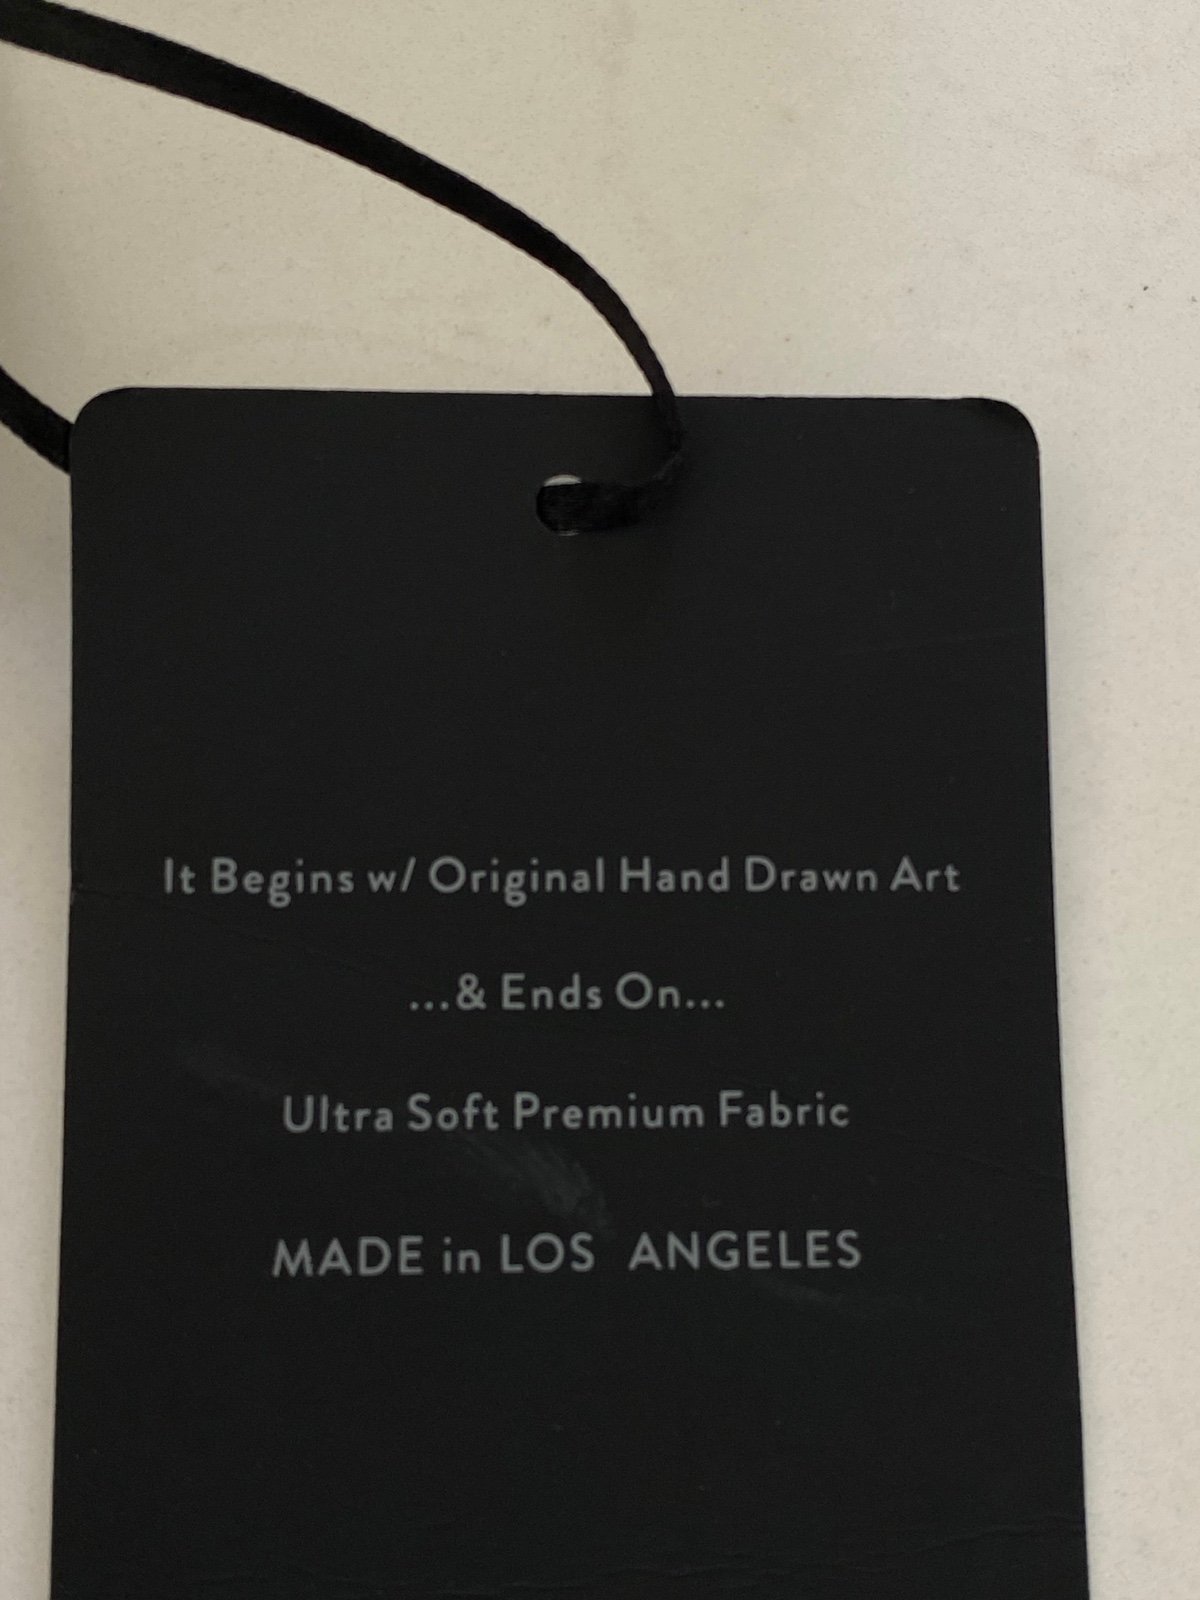 It Begins w/ Original Hand Drawn Art
...& Ends On...
Ultra Soft Premium Fabric
MADE in LOS ANGELES